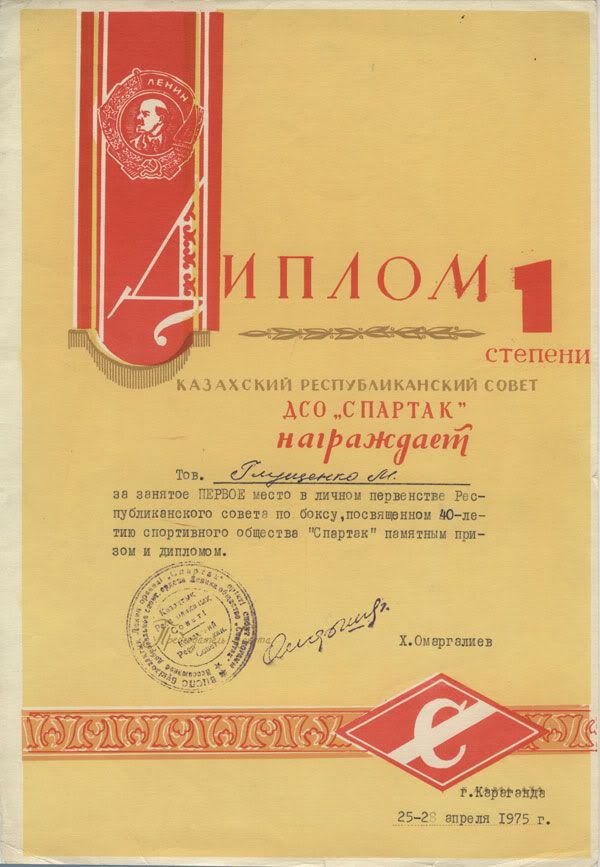 ЛЕНИН
ДИПЛОМ 1
степени
КАЗАХСКИЙ РЕСПУБЛИКАНСКИЙ СОВЕТ
ДСО „СПАРТАК"
награждает
Тов. Глущенко М.
за занятое ПЕРВОЕ место в личном первенстве Рес-
публиканского совета по боксу, посвященном 40-ле-
тию спортивного общества "Спартак" памятным при-
зом и дипломом.
Председатель
Х.Омаргалиев
С
г.Караганда
25-28 апреля 1975 г.